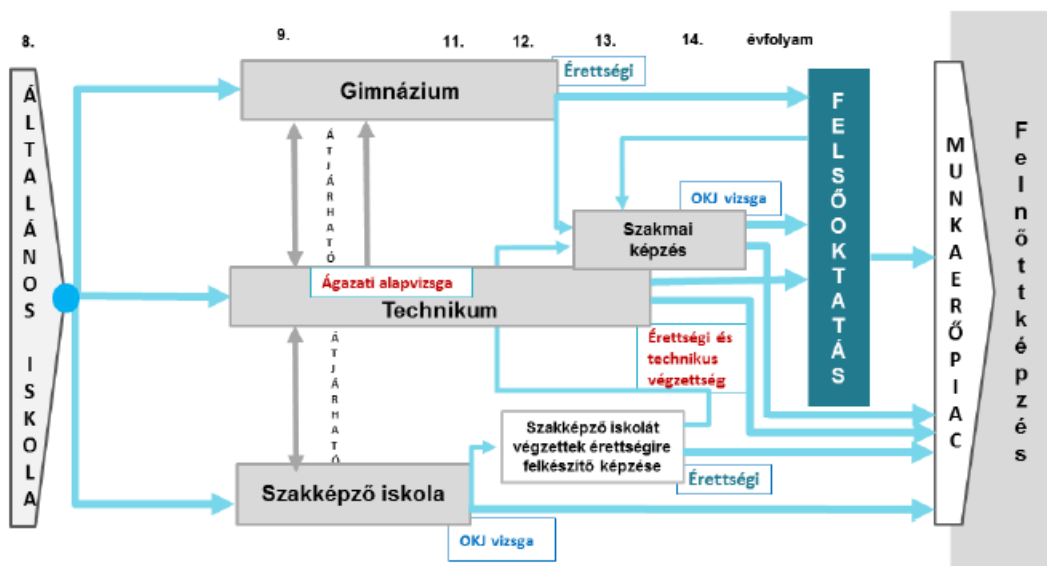 8. 9. 11. 12. 13. 14. évfolyam
ÁLTALÁNOS ISKOLA
Gimnázium
Érettségi
ÁTJÁRHATÓ
FELSŐOKTATÁS
MUNKAERŐPIAC
Felnőttképzés
OKJ vizsga
Szakmai
képzés
Ágazati alapvizsga
Technikum
ÁTJÁRHATÓ
Érettségi és
technikus
végzettség
Szakképző iskolát
végzettek érettségire
felkészítő képzése
Érettségi
Szakképző iskola
OKJ vizsga